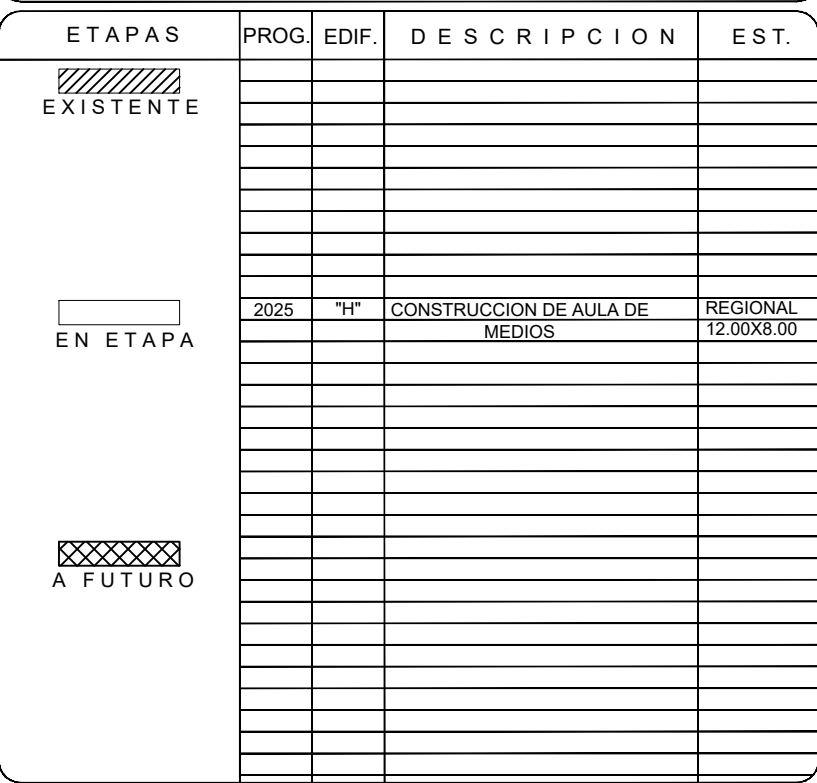 ETAPAS PROG. EDIF. DESCRIPCION EST.
EXISTENTE
2025 "H" CONSTRUCCION DE AULA DE REGIONAL
MEDIOS 12.00X8.00
EN ETAPA
A FUTURO